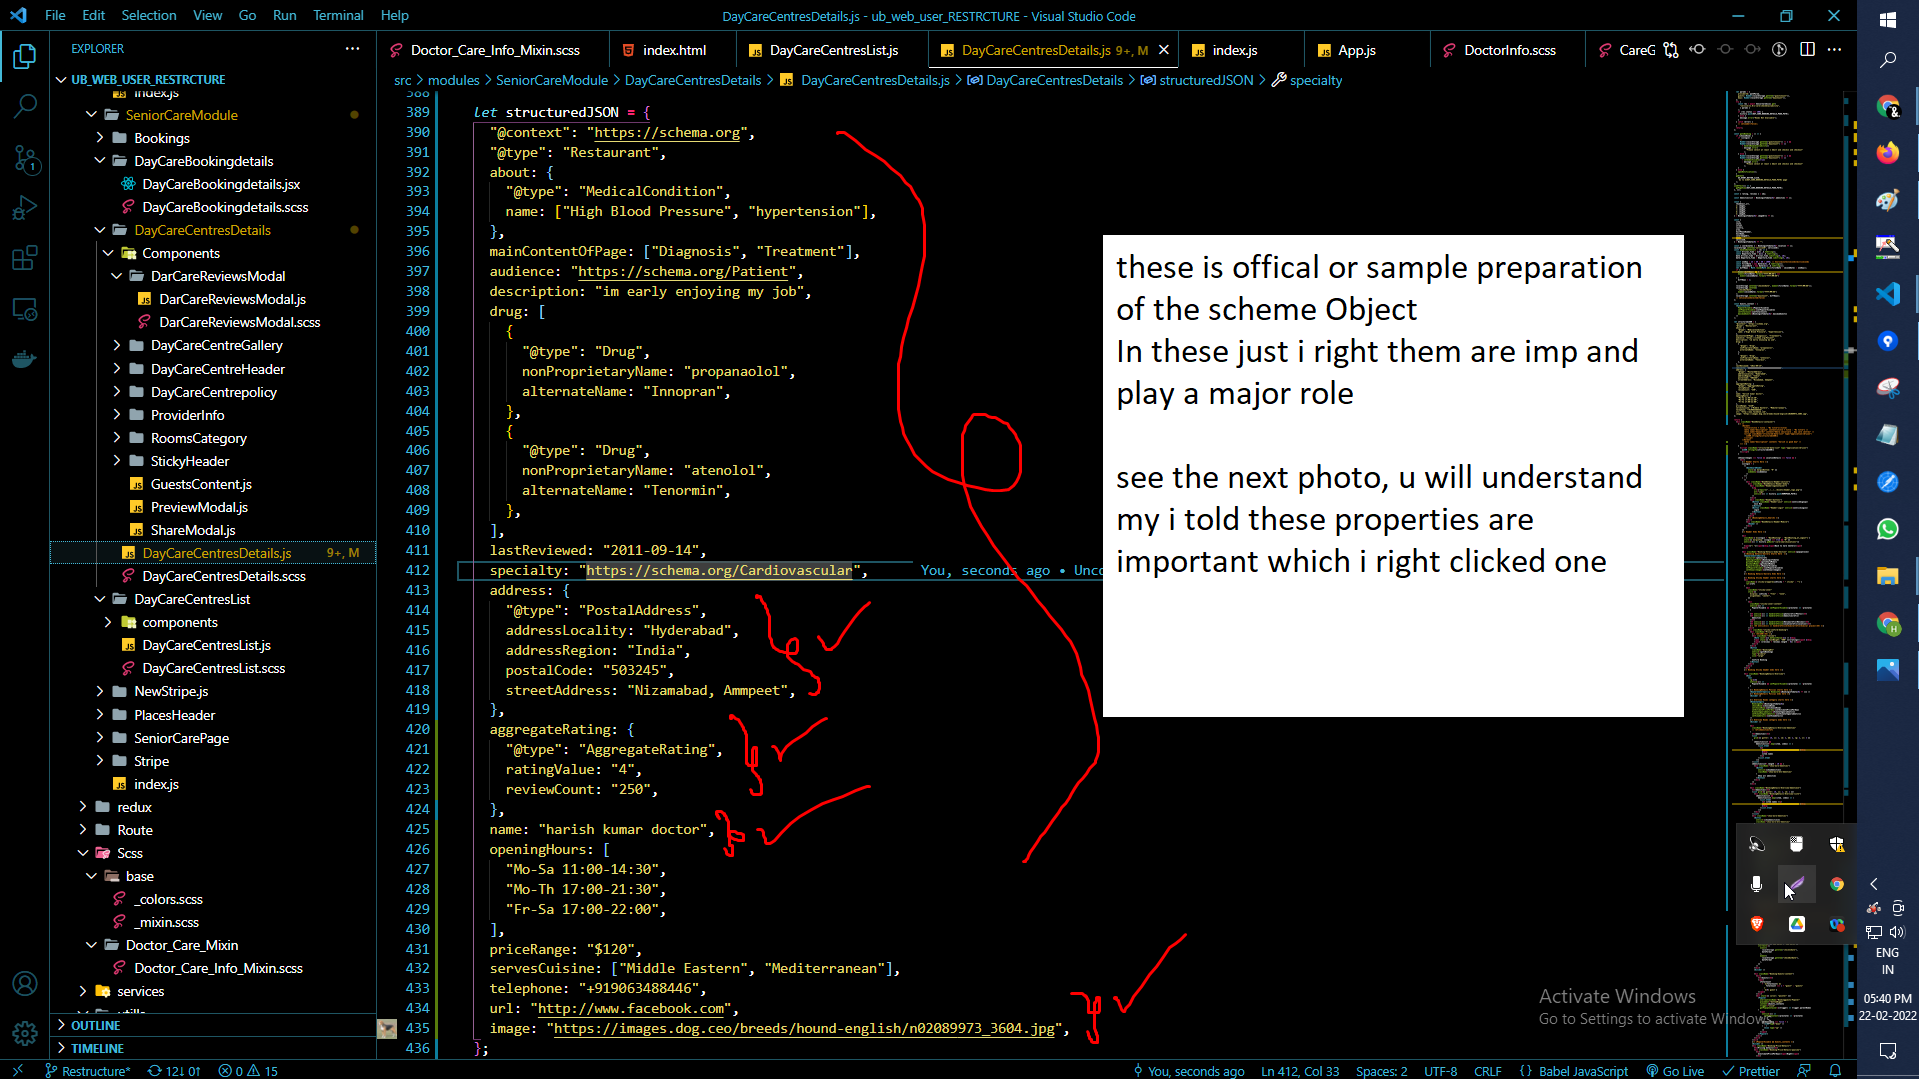 File Edit Selection View Go Run Terminal Help
DayCareCentresDetails.js - ub_web_user_RESTRCTURE - Visual Studio Code
EXPLORER
UB_WEB_USER_RESTRCTURE
index.js
SeniorCareModule
Bookings
DayCareBookingdetails
DayCareBookingdetails.jsx
DayCareBookingdetails.scss
DayCareCentresDetails
Components
DarCareReviewsModal
DarCareReviewsModal.js
DarCareReviewsModal.scss
DayCareCentreGallery
DayCareCentreHeader
DayCareCentrepolicy
ProviderInfo
RoomsCategory
StickyHeader
GuestsContent.js
PreviewModal.js
ShareModal.js
DayCareCentresDetails.js 9+, M
DayCareCentresDetails.scss
DayCareCentresList
components
DayCareCentresList.js
DayCareCentresList.scss
NewStripe.js
PlacesHeader
SeniorCarePage
Stripe
index.js
redux
Route
Scss
base
_colors.scss
_mixin.scss
Doctor_Care_Mixin
Doctor_Care_Info_Mixin.scss
services
OUTLINE
TIMELINE
Doctor_Care_Info_Mixin.scss index.html DayCareCentresList.js DayCareCentresDetails.js 9+, M index.js App.js DoctorInfo.scss CareG
src > modules > SeniorCareModule > DayCareCentresDetails > DayCareCentresDetails.js > DayCareCentresDetails > structuredJSON > specialty
388
389 let structuredJSON = {
390 "@context": "https://schema.org",
391 "@type": "Restaurant",
392 about: {
393 "@type": "MedicalCondition",
394 name: ["High Blood Pressure", "hypertension"],
395 },
396 mainContentOfPage: ["Diagnosis", "Treatment"],
397 audience: "https://schema.org/Patient",
398 description: "im early enjoying my job",
399 drug: [
400 {
401 "@type": "Drug",
402 nonProprietaryName: "propanaolol",
403 alternateName: "Innopran",
404 },
405 {
406 "@type": "Drug",
407 nonProprietaryName: "atenolol",
408 alternateName: "Tenormin",
409 },
410 ],
411 lastReviewed: "2011-09-14",
412 specialty: "https://schema.org/Cardiovascular", You, seconds ago • Unco
413 address: {
414 "@type": "PostalAddress",
415 addressLocality: "Hyderabad",
416 addressRegion: "India",
417 postalCode: "503245",
418 streetAddress: "Nizamabad, Ammpeet",
419 },
420 aggregateRating: {
421 "@type": "AggregateRating",
422 ratingValue: "4",
423 reviewCount: "250",
424 },
425 name: "harish kumar doctor",
426 openingHours: [
427 "Mo-Sa 11:00-14:30",
428 "Mo-Th 17:00-21:30",
429 "Fr-Sa 17:00-22:00",
430 ],
431 priceRange: "$120",
432 servesCuisine: ["Middle Eastern", "Mediterranean"],
433 telephone: "+919063488446",
434 url: "http://www.facebook.com",
435 image: "https://images.dog.ceo/breeds/hound-english/n02089973_3604.jpg",
436 };
these is offical or sample preparation
of the scheme Object
In these just i right them are imp and
play a major role
see the next photo, u will understand
my i told these properties are
important which i right clicked one
Activate Windows
Go to Settings to activate Windows.
ENG
IN
05:40 PM
22-02-2022
Restructure* 12↓ 0↑ 0 15 You, seconds ago Ln 412, Col 33 Spaces: 2 UTF-8 CRLF {} Babel JavaScript Go Live Prettier